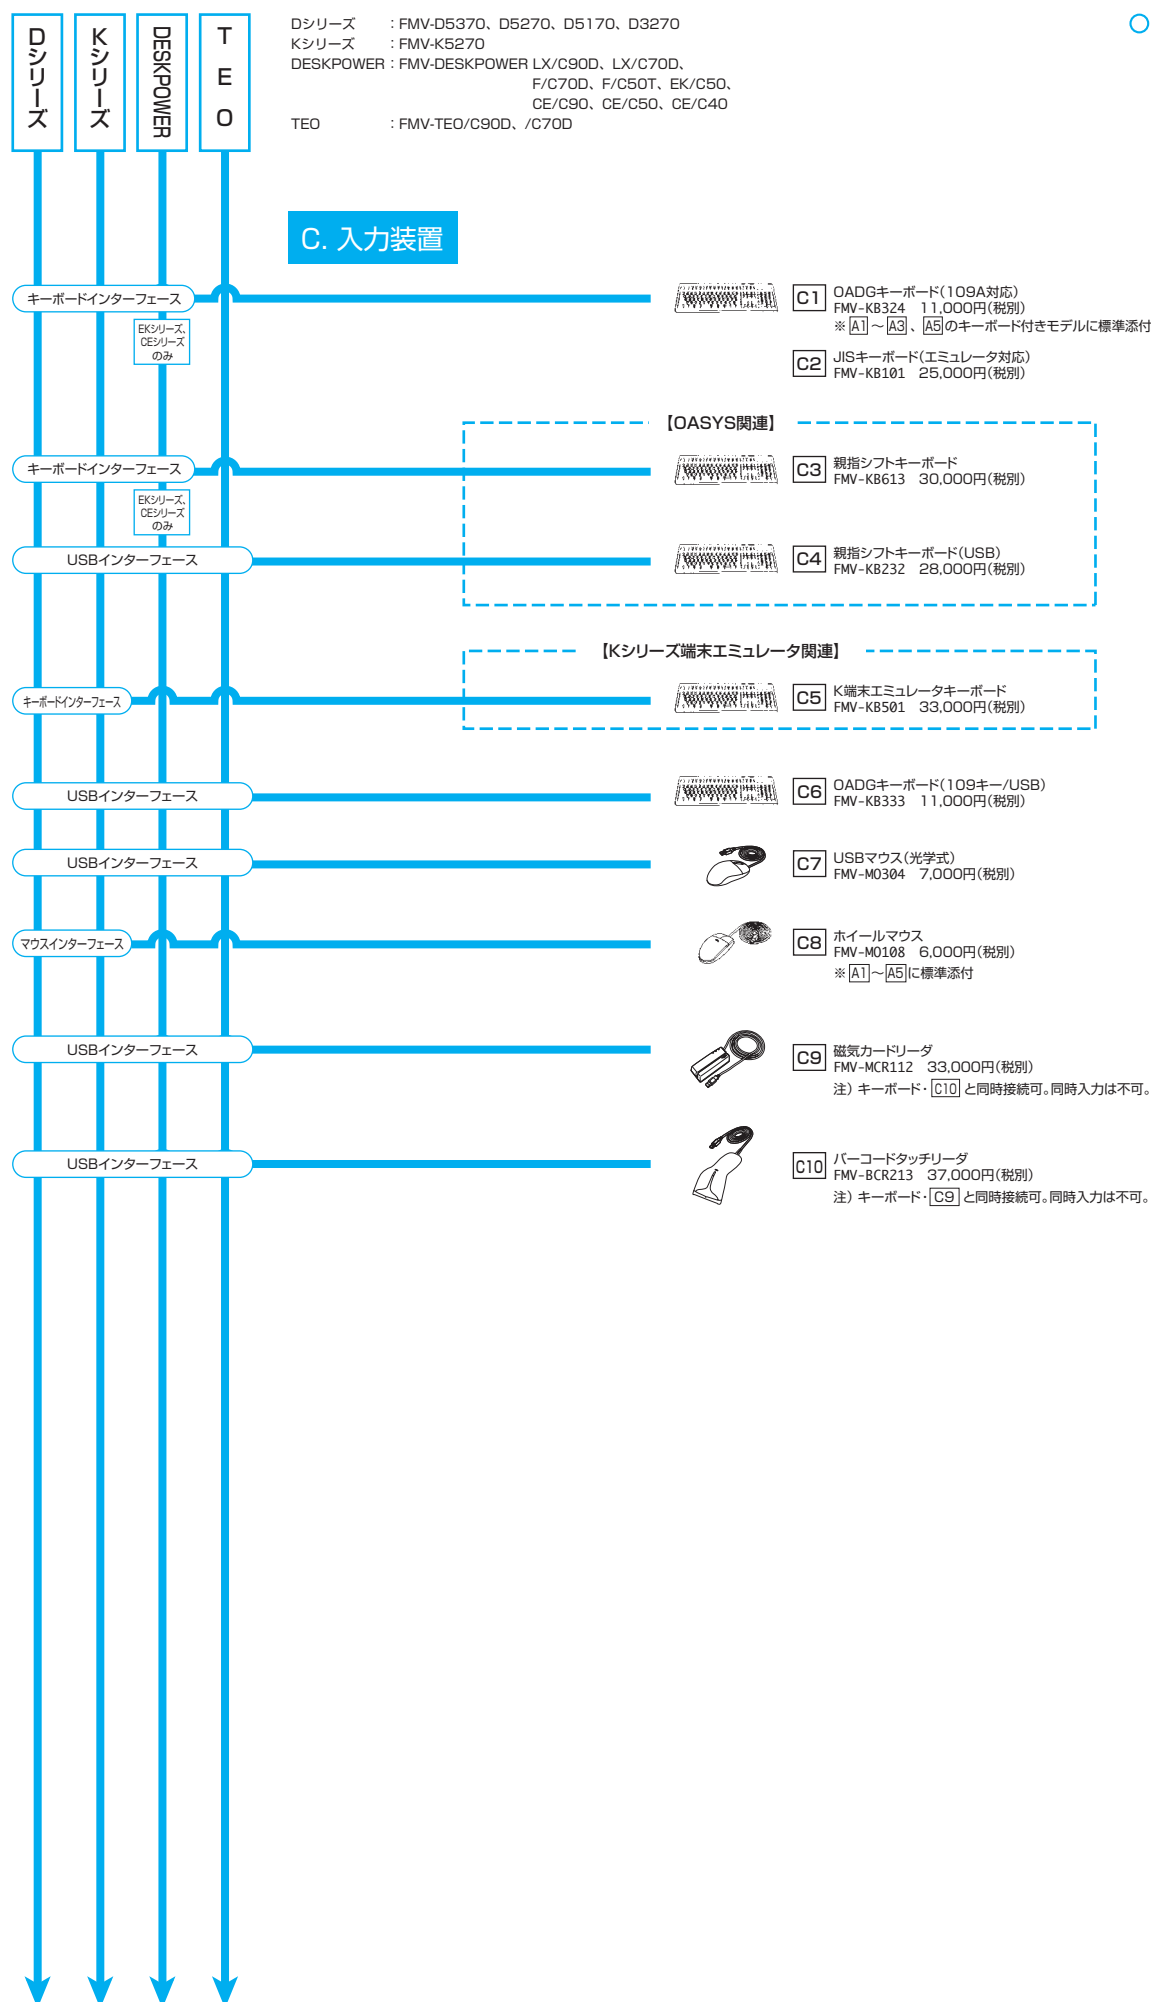 Dシリーズ
Kシリーズ
DESKPOWER
TEO
Dシリーズ ：FMV-D5370、D5270、D5170、D3270
Kシリーズ ：FMV-K5270
DESKPOWER：FMV-DESKPOWER LX/C90D、LX/C70D、
F/C70D、F/C50T、EK/C50、
CE/C90、CE/C50、CE/C40
TEO ：FMV-TEO/C90D、/C70D
C. 入力装置
キーボードインターフェース
EKシリーズ、
CEシリーズ
のみ
C1 OADGキーボード（109A対応）
FMV-KB324 11,000円（税別）
※A1～A3、A5のキーボード付きモデルに標準添付
C2 JISキーボード（エミュレータ対応）
FMV-KB101 25,000円（税別）
【OASYS関連】
キーボードインターフェース
EKシリーズ、
CEシリーズ
のみ
C3 親指シフトキーボード
FMV-KB613 30,000円（税別）
USBインターフェース
C4 親指シフトキーボード（USB）
FMV-KB232 28,000円（税別）
【Kシリーズ端末エミュレータ関連】
キーボードインターフェース
C5 K端末エミュレータキーボード
FMV-KB501 33,000円（税別）
USBインターフェース
C6 OADGキーボード（109キー/USB）
FMV-KB333 11,000円（税別）
USBインターフェース
C7 USBマウス（光学式）
FMV-MO304 7,000円（税別）
マウスインターフェース
C8 ホイールマウス
FMV-MO108 6,000円（税別）
※A1～A5に標準添付
USBインターフェース
C9 磁気カードリーダ
FMV-MCR112 33,000円（税別）
注）キーボード・C10と同時接続可。同時入力は不可。
USBインターフェース
C10 バーコードタッチリーダ
FMV-BCR213 37,000円（税別）
注）キーボード・C9と同時接続可。同時入力は不可。